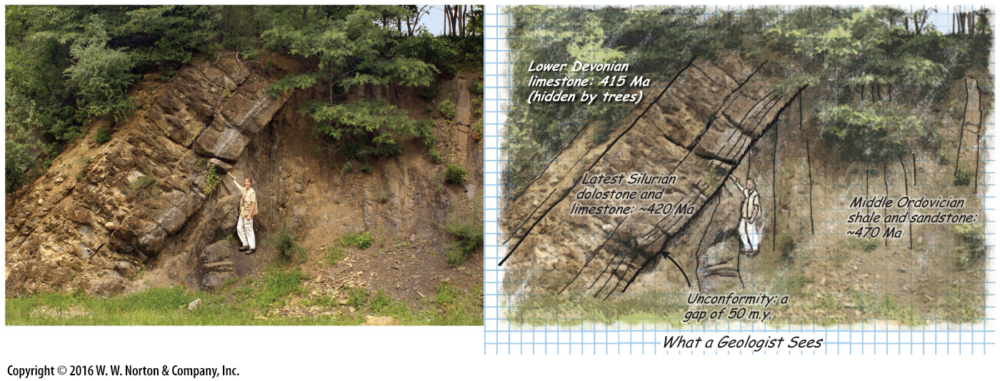 Lower Devonian
limestone: 415 Ma
(hidden by trees)
Latest Silurian
dolostone and
limestone: ~420 Ma
Middle Ordovician
shale and sandstone:
~470 Ma
Unconformity: a
gap of 50 m.y.
What a Geologist Sees
Copyright © 2016 W. W. Norton & Company, Inc.